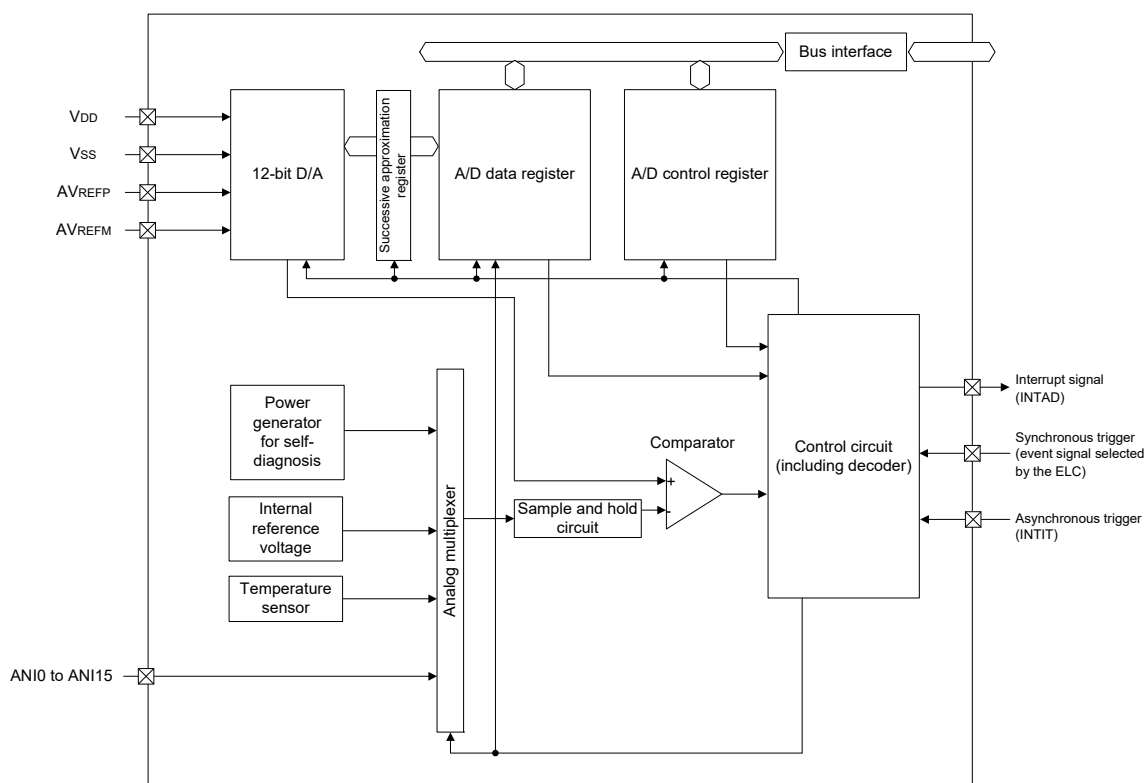 Bus interface
VDD
VSS
AVREFP
AVREFM
12-bit D/A
Successive approximation
register
A/D data register
A/D control register
Power
generator
for self-
diagnosis
Internal
reference
voltage
Temperature
sensor
ANI0 to ANI15
Analog multiplexer
Sample and hold
circuit
Comparator
+
-
Control circuit
(including decoder)
Interrupt signal
(INTAD)
Synchronous trigger
(event signal selected
by the ELC)
Asynchronous trigger
(INTIT)